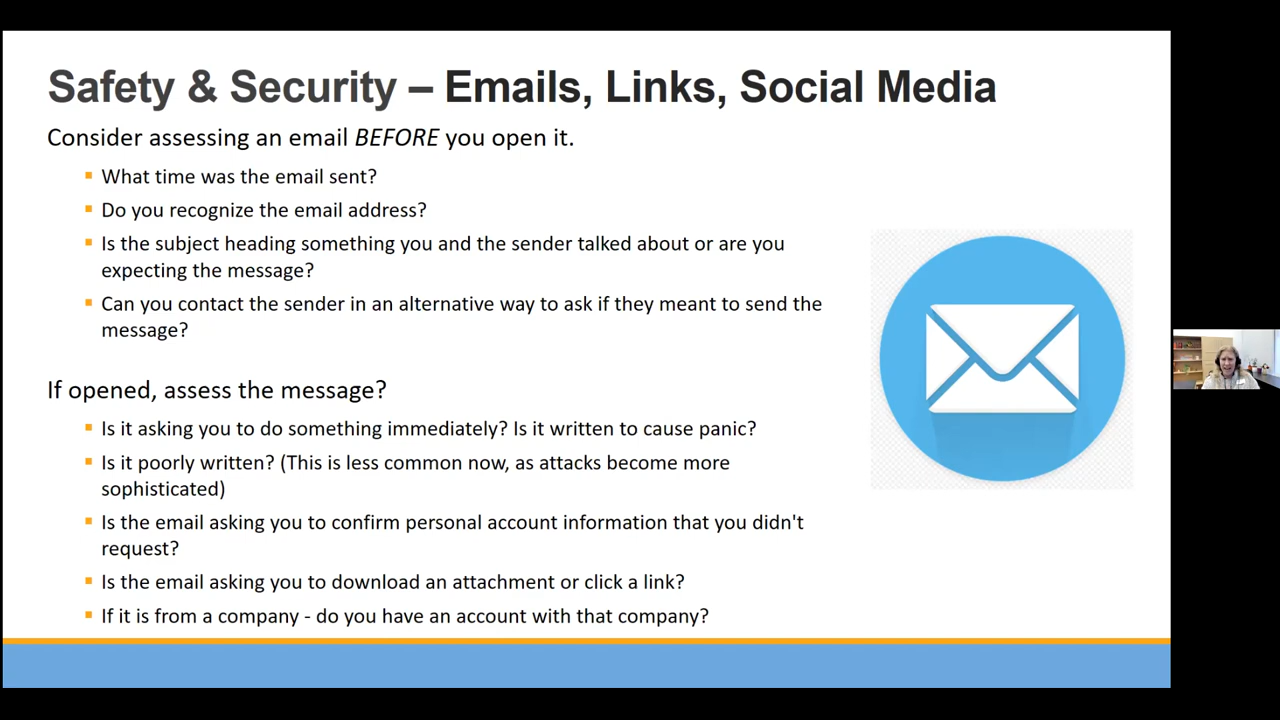 Safety & Security – Emails, Links, Social Media
Consider assessing an email BEFORE you open it.
What time was the email sent?
Do you recognize the email address?
Is the subject heading something you and the sender talked about or are you
expecting the message?
Can you contact the sender in an alternative way to ask if they meant to send the
message?
If opened, assess the message?
Is it asking you to do something immediately? Is it written to cause panic?
Is it poorly written? (This is less common now, as attacks become more
sophisticated)
Is the email asking you to confirm personal account information that you didn't
request?
Is the email asking you to download an attachment or click a link?
If it is from a company - do you have an account with that company?